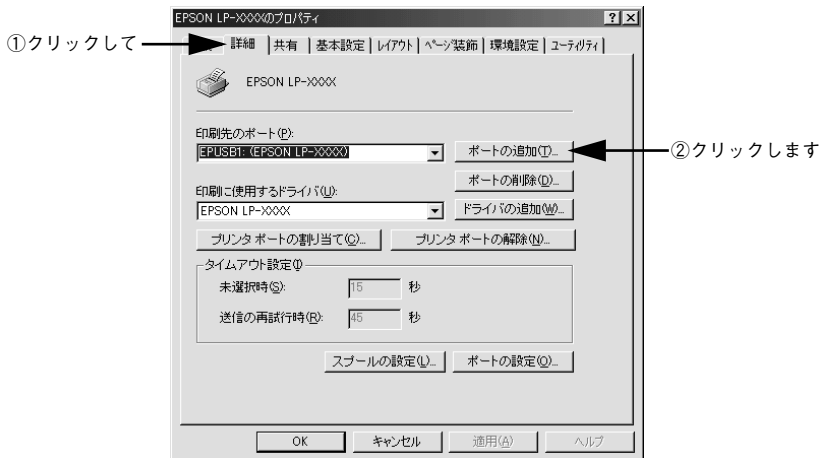 EPSON LP-XXXXのプロパティ
①クリックして
詳細 共有 基本設定 レイアウト ページ装飾 環境設定 ユーティリティ
EPSON LP-XXXX
印刷先のポート(P):
EPUSB1: (EPSON LP-XXXX) ポートの追加(T)...
②クリックします
ポートの削除(D)...
印刷に使用するドライバ(U):
EPSON LP-XXXX ドライバの追加(W)...
プリンタ ポートの割り当て(C)... プリンタ ポートの解除(N)...
タイムアウト設定(I)
未選択時(S): 15 秒
送信の再試行時(R): 45 秒
スプールの設定(L)... ポートの設定(O)...
OK キャンセル 適用(A) ヘルプ